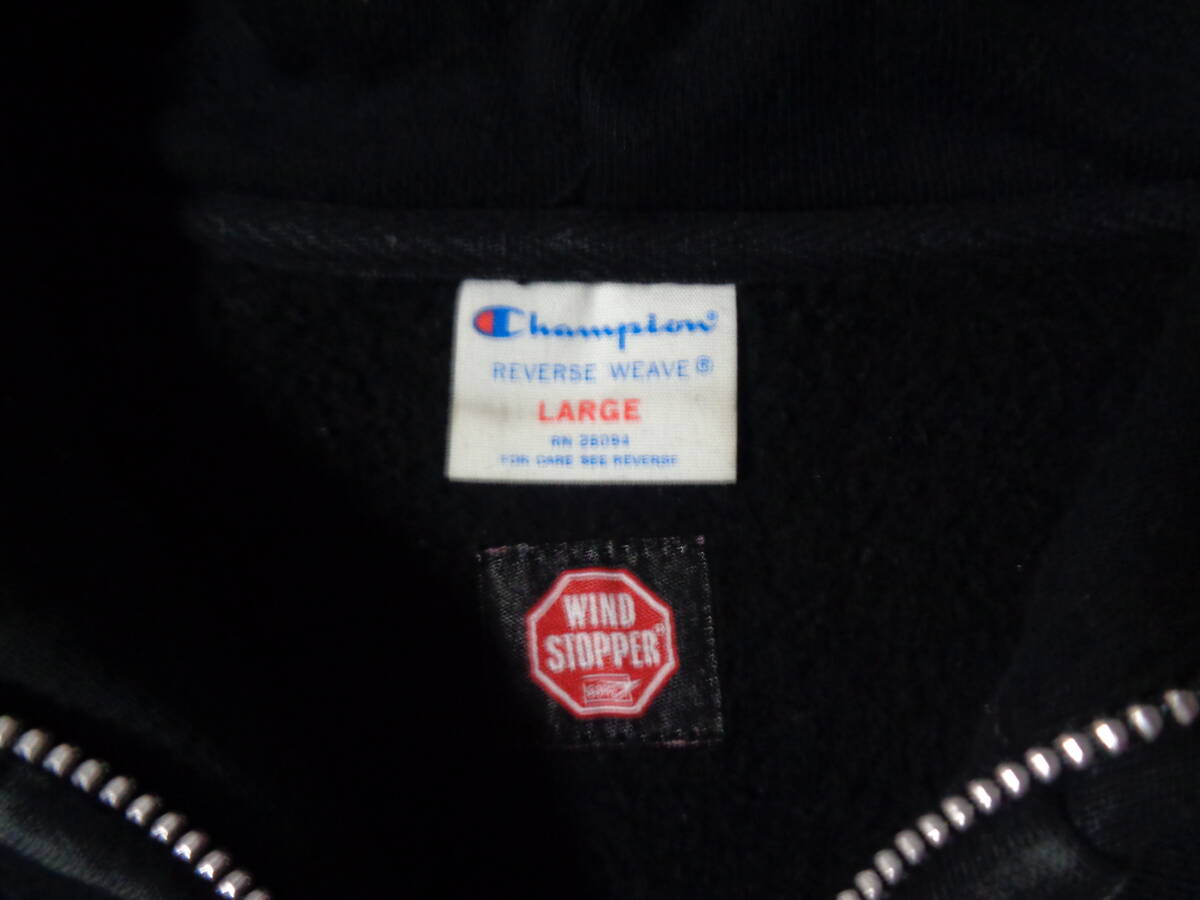 Champion®
REVERSE WEAVE®
LARGE
RN 26094
FOR CARE SEE REVERSE
WIND
STOPPER®